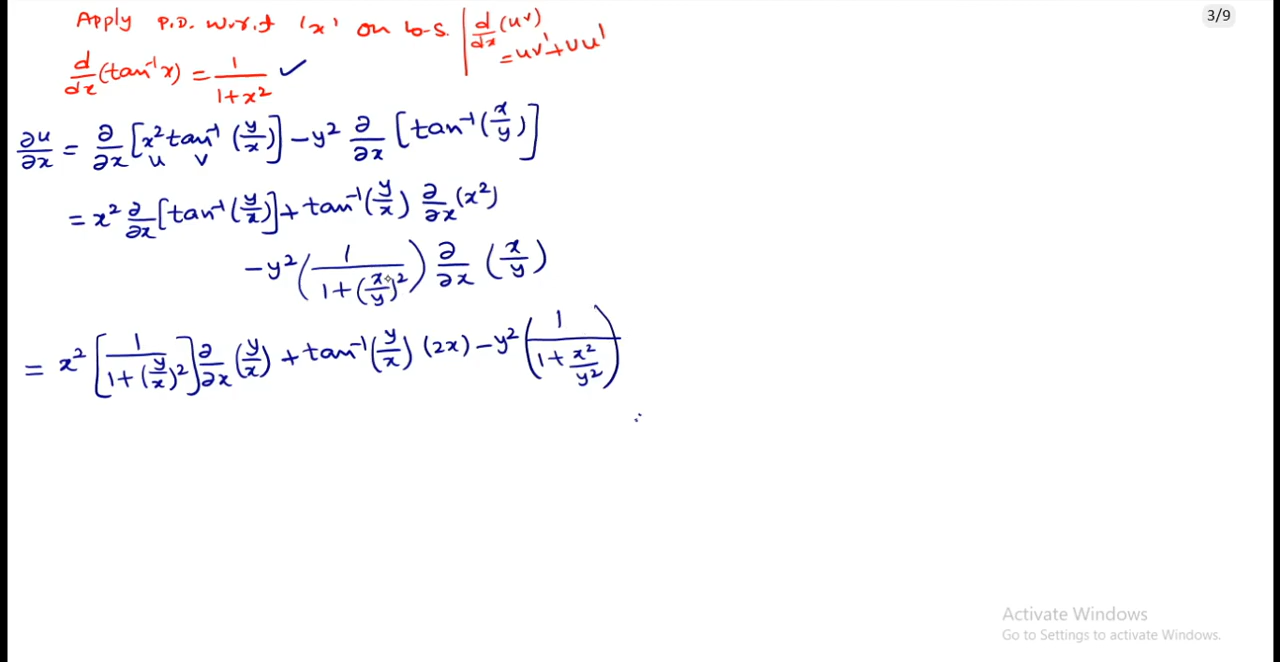 3/9
Apply P.D. w.r.t 'x' on b.s. | d/dx (uv)
= uv' + vu'
d/dx (tan⁻¹x) = 1/(1+x²) ✓
∂u/∂x = ∂/∂x [x² tan⁻¹ (y/x)] - y² ∂/∂x [tan⁻¹ (x/y)]
u v
= x² ∂/∂x [tan⁻¹ (y/x)] + tan⁻¹ (y/x) ∂/∂x (x²)
- y² (1/(1+(x/y)²)) ∂/∂x (x/y)
= x² [1/(1+(y/x)²)] ∂/∂x (y/x) + tan⁻¹ (y/x) (2x) - y² (1/(1+x²/y²))
Activate Windows
Go to Settings to activate Windows.